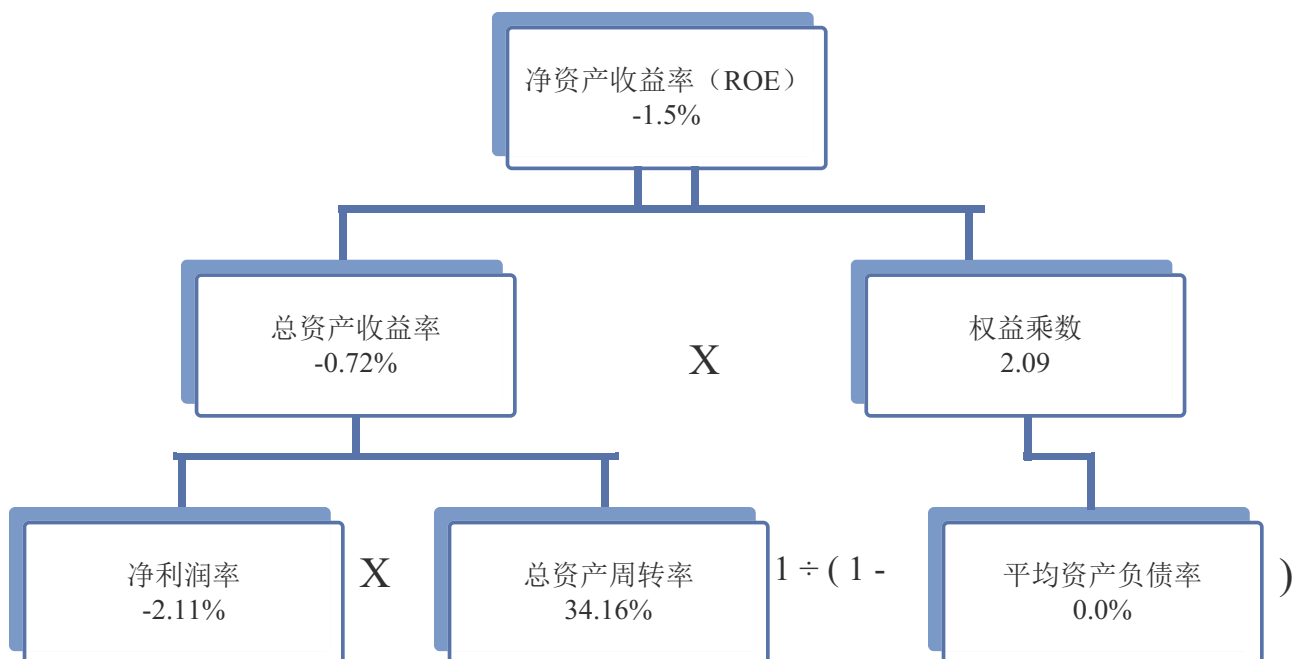 净资产收益率（ROE）
-1.5%
总资产收益率
-0.72%
X
权益乘数
2.09
净利润率
-2.11%
X
总资产周转率
34.16%
1 ÷ ( 1 -
平均资产负债率
0.0%
)